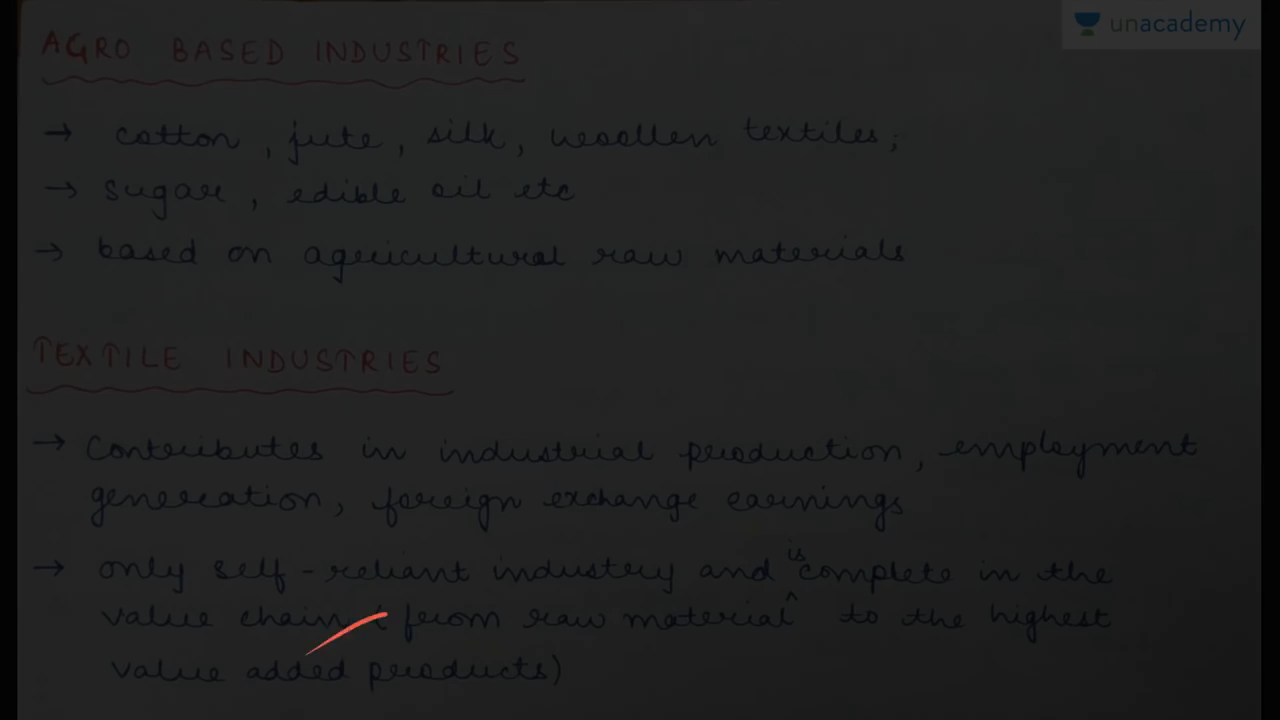 unacademy
AGRO BASED INDUSTRIES
→ cotton, jute, silk, woollen textiles,
→ sugar, edible oil etc
→ based on agricultural raw materials
TEXTILE INDUSTRIES
→ Contributes in industrial production, employment
generation, foreign exchange earnings
→ only self-reliant industry and is complete in the
value chain (from raw material to the highest
value added products)